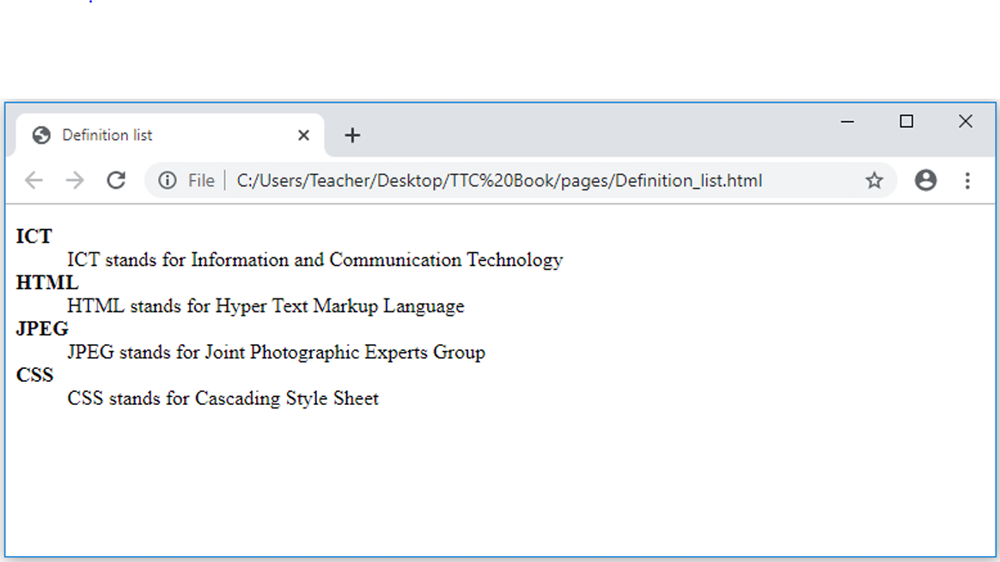 Definition list
File C:/Users/Teacher/Desktop/TTC%20Book/pages/Definition_list.html
ICT
ICT stands for Information and Communication Technology
HTML
HTML stands for Hyper Text Markup Language
JPEG
JPEG stands for Joint Photographic Experts Group
CSS
CSS stands for Cascading Style Sheet